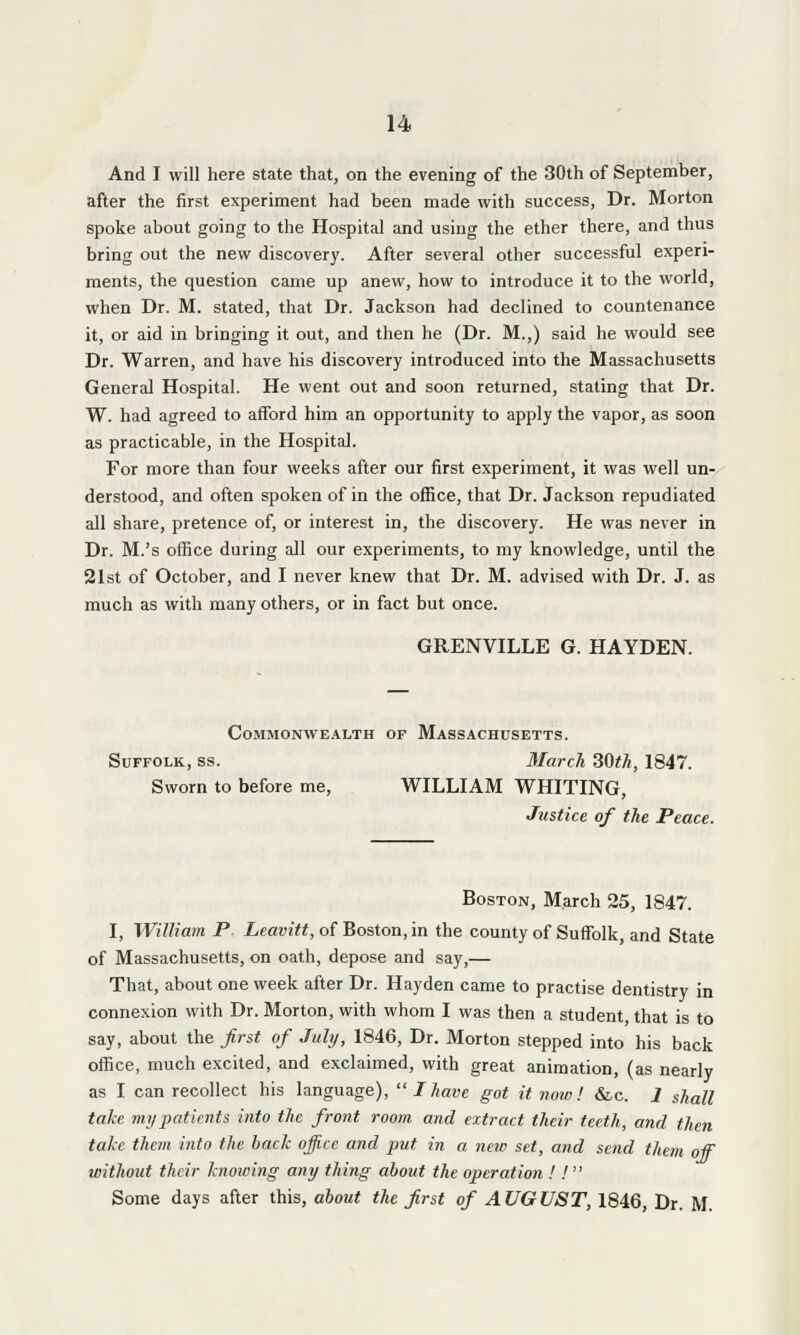 14
And I will here state that, on the evening of the 30th of September,
after the first experiment had been made with success, Dr. Morton
spoke about going to the Hospital and using the ether there, and thus
bring out the new discovery. After several other successful experi-
ments, the question came up anew, how to introduce it to the world,
when Dr. M. stated, that Dr. Jackson had declined to countenance
it, or aid in bringing it out, and then he (Dr. M.,) said he would see
Dr. Warren, and have his discovery introduced into the Massachusetts
General Hospital. He went out and soon returned, stating that Dr.
W. had agreed to afford him an opportunity to apply the vapor, as soon
as practicable, in the Hospital.
For more than four weeks after our first experiment, it was well un-
derstood, and often spoken of in the office, that Dr. Jackson repudiated
all share, pretence of, or interest in, the discovery. He was never in
Dr. M.'s office during all our experiments, to my knowledge, until the
21st of October, and I never knew that Dr. M. advised with Dr. J. as
much as with many others, or in fact but once.
GRENVILLE G. HAYDEN.
Commonwealth of Massachusetts.
Suffolk, ss. March 30th, 1847.
Sworn to before me, WILLIAM WHITING,
Justice of the Peace.
Boston, March 25, 1847.
I, William P. Leavitt, of Boston, in the county of Suffolk, and State
of Massachusetts, on oath, depose and say,—
That, about one week after Dr. Hayden came to practise dentistry in
connexion with Dr. Morton, with whom I was then a student, that is to
say, about the first of July, 1846, Dr. Morton stepped into his back
office, much excited, and exclaimed, with great animation, (as nearly
as I can recollect his language), "I have got it now! &c. I shall
take my patients into the front room and extract their teeth, and then
take them into the back office and put in a new set, and send them off
without their knowing any thing about the operation ! !"
Some days after this, about the first of AUGUST, 1846, Dr. M.